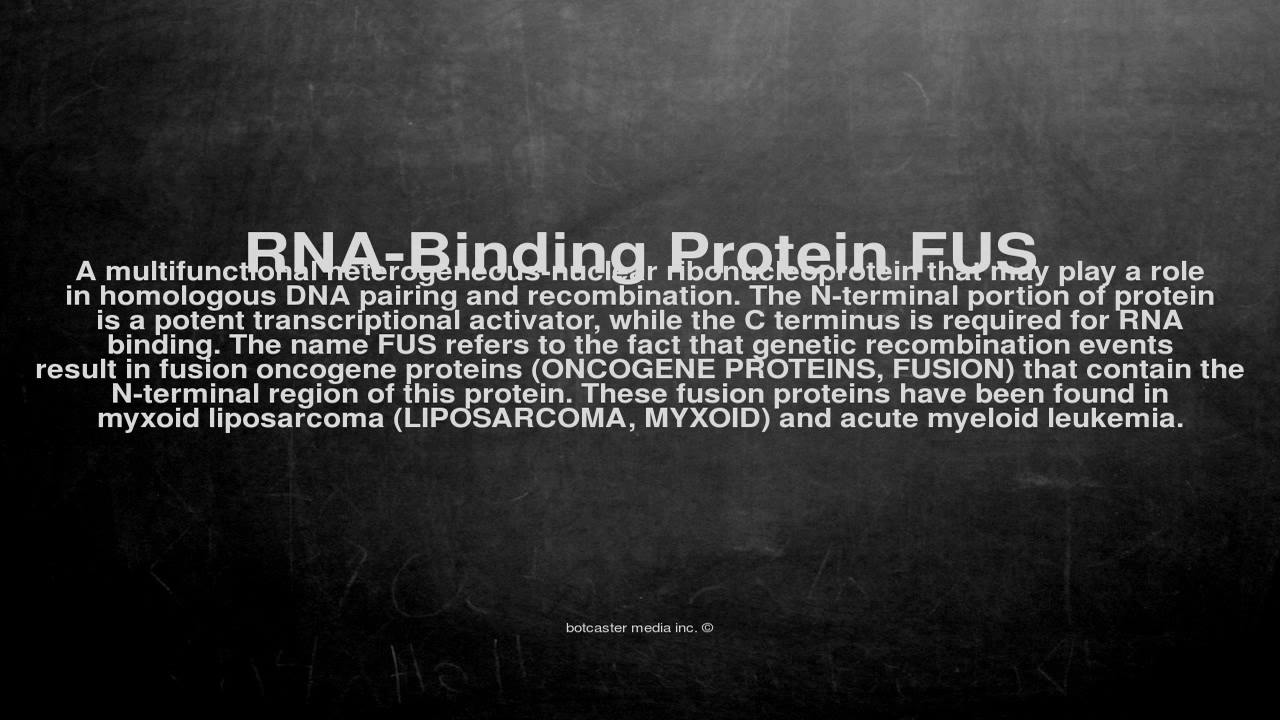 RNA-Binding Protein FUS
A multifunctional heterogeneous-nuclear ribonucleoprotein that may play a role
in homologous DNA pairing and recombination. The N-terminal portion of protein
is a potent transcriptional activator, while the C terminus is required for RNA
binding. The name FUS refers to the fact that genetic recombination events
result in fusion oncogene proteins (ONCOGENE PROTEINS, FUSION) that contain the
N-terminal region of this protein. These fusion proteins have been found in
myxoid liposarcoma (LIPOSARCOMA, MYXOID) and acute myeloid leukemia.
botcaster media inc. ©